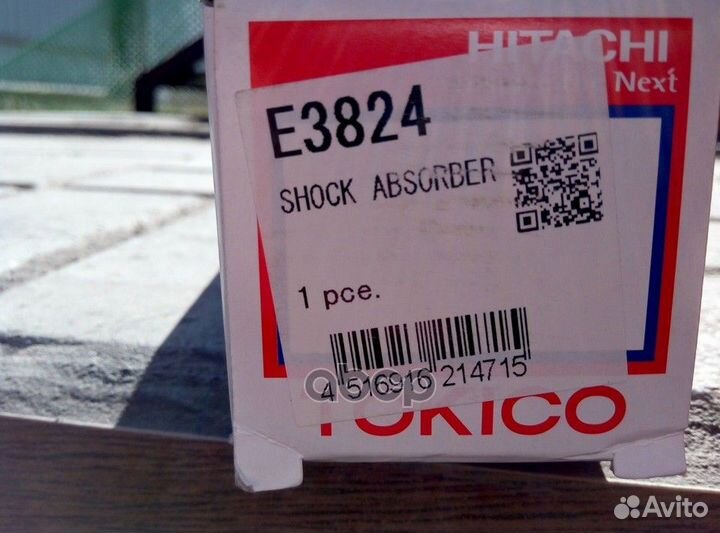 HITACHI
Next
E3824
SHOCK ABSORBER
1 pce.
4 516916 214715
TOKICO
Avito